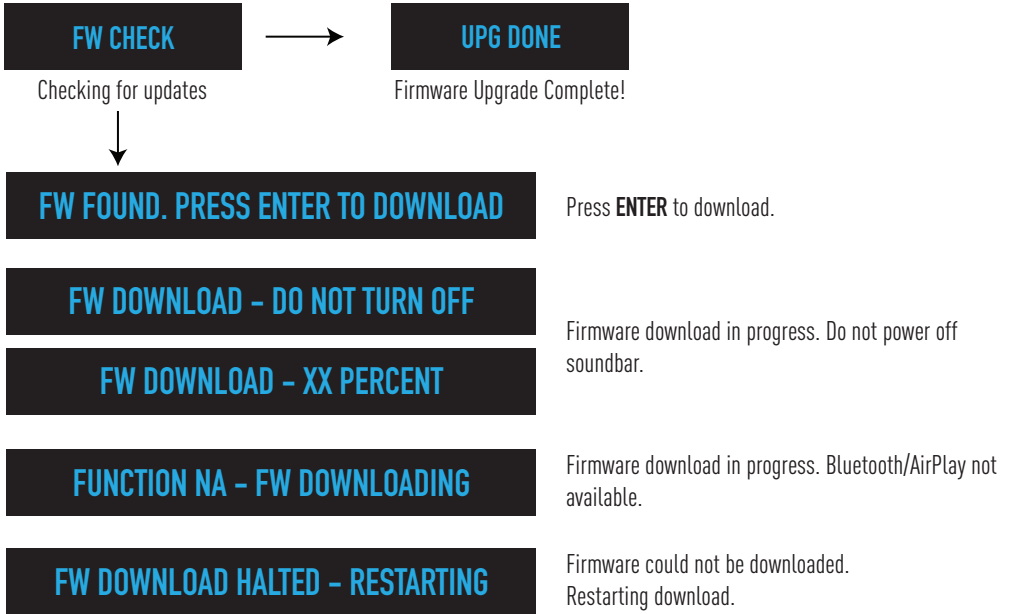 FW CHECK
UPG DONE
Checking for updates
Firmware Upgrade Complete!
FW FOUND. PRESS ENTER TO DOWNLOAD
Press ENTER to download.
FW DOWNLOAD – DO NOT TURN OFF
FW DOWNLOAD – XX PERCENT
Firmware download in progress. Do not power off
soundbar.
FUNCTION NA – FW DOWNLOADING
Firmware download in progress. Bluetooth/AirPlay not
available.
FW DOWNLOAD HALTED – RESTARTING
Firmware could not be downloaded.
Restarting download.